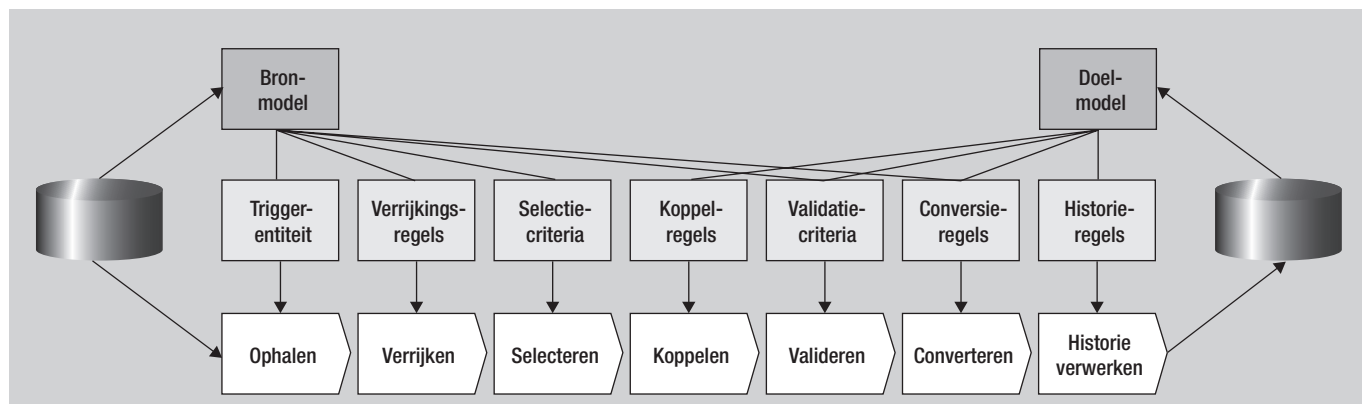 Bron-
model
Doel-
model
Trigger-
entiteit
Verrijkings-
regels
Selectie-
criteria
Koppel-
regels
Validatie-
criteria
Conversie-
regels
Historie-
regels
Ophalen
Verrijken
Selecteren
Koppelen
Valideren
Converteren
Historie
verwerken